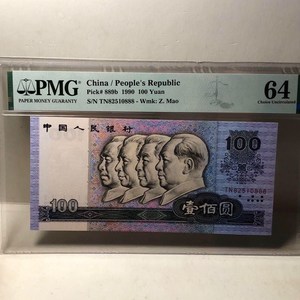 PMG
PAPER MONEY GUARANTY
China / People's Republic
Pick# 889b 1990 100 Yuan
S/N TN82510888 - Wmk: Z. Mao
64
Choice Uncirculated
中国人民银行
100
TN82510888
100
壹佰圆